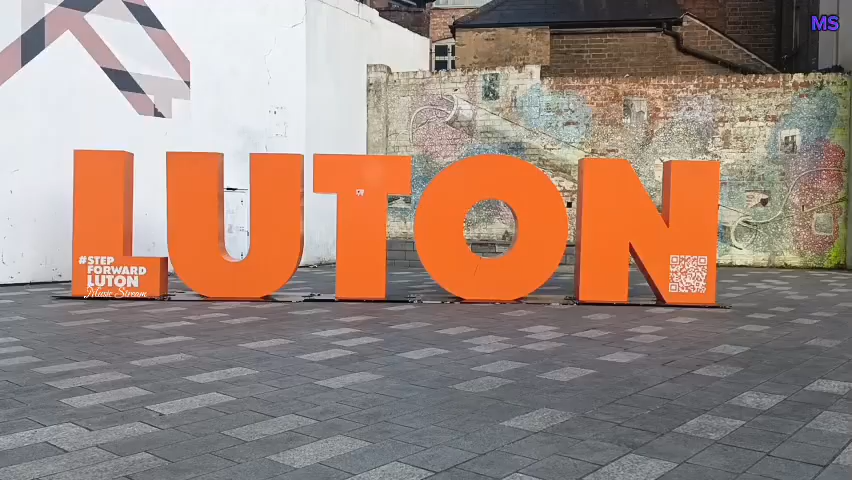 MS
LUTON
#STEP
FORWARD
LUTON
Music Stream